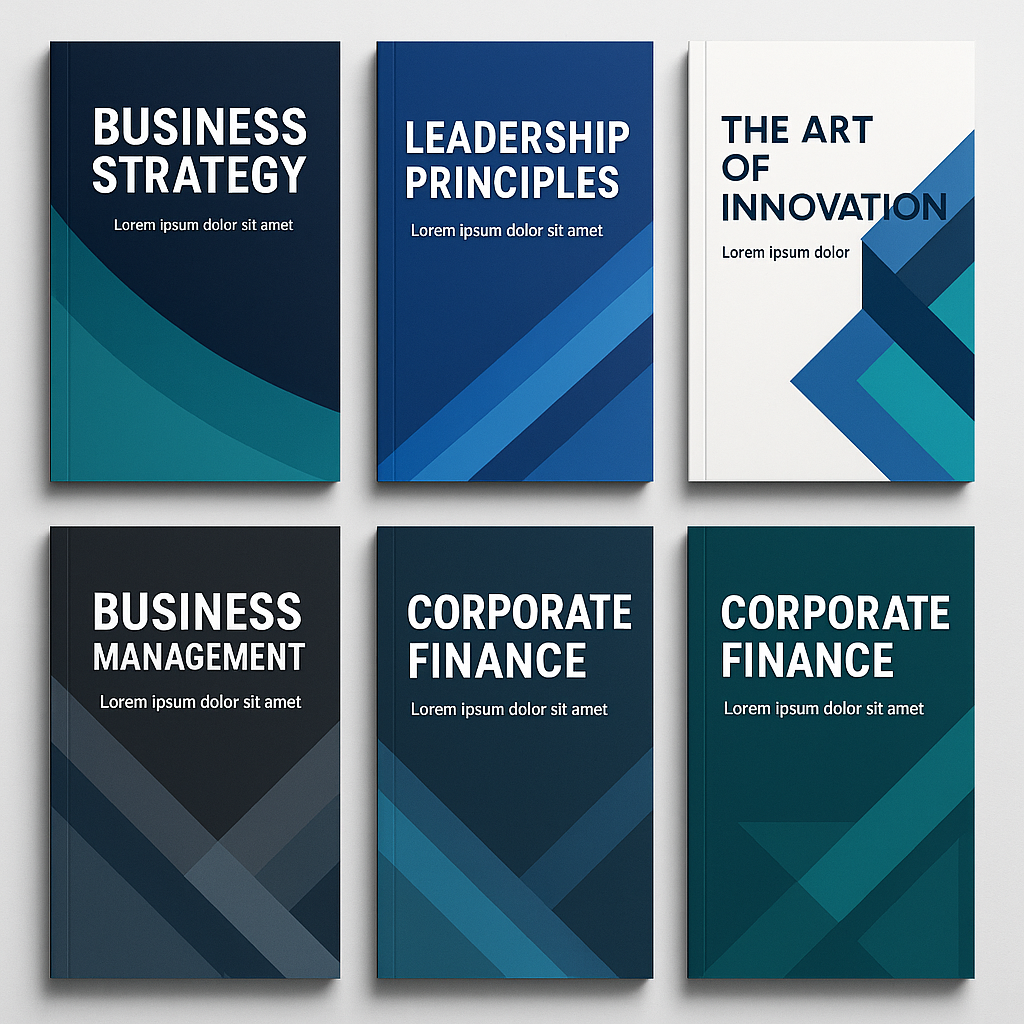 BUSINESS
STRATEGY
Lorem ipsum dolor sit amet
LEADERSHIP
PRINCIPLES
Lorem ipsum dolor sit amet
THE ART
OF
INNOVATION
Lorem ipsum dolor
BUSINESS
MANAGEMENT
Lorem ipsum dolor sit amet
CORPORATE
FINANCE
Lorem ipsum dolor sit amet
CORPORATE
FINANCE
Lorem ipsum dolor sit amet